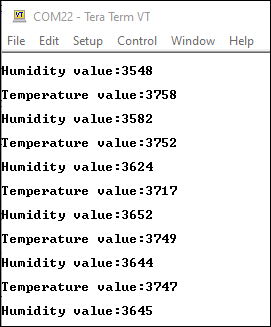 COM22 - Tera Term VT
File Edit Setup Control Window Help
Humidity value:3548
Temperature value:3758
Humidity value:3582
Temperature value:3752
Humidity value:3624
Temperature value:3717
Humidity value:3652
Temperature value:3749
Humidity value:3644
Temperature value:3747
Humidity value:3645